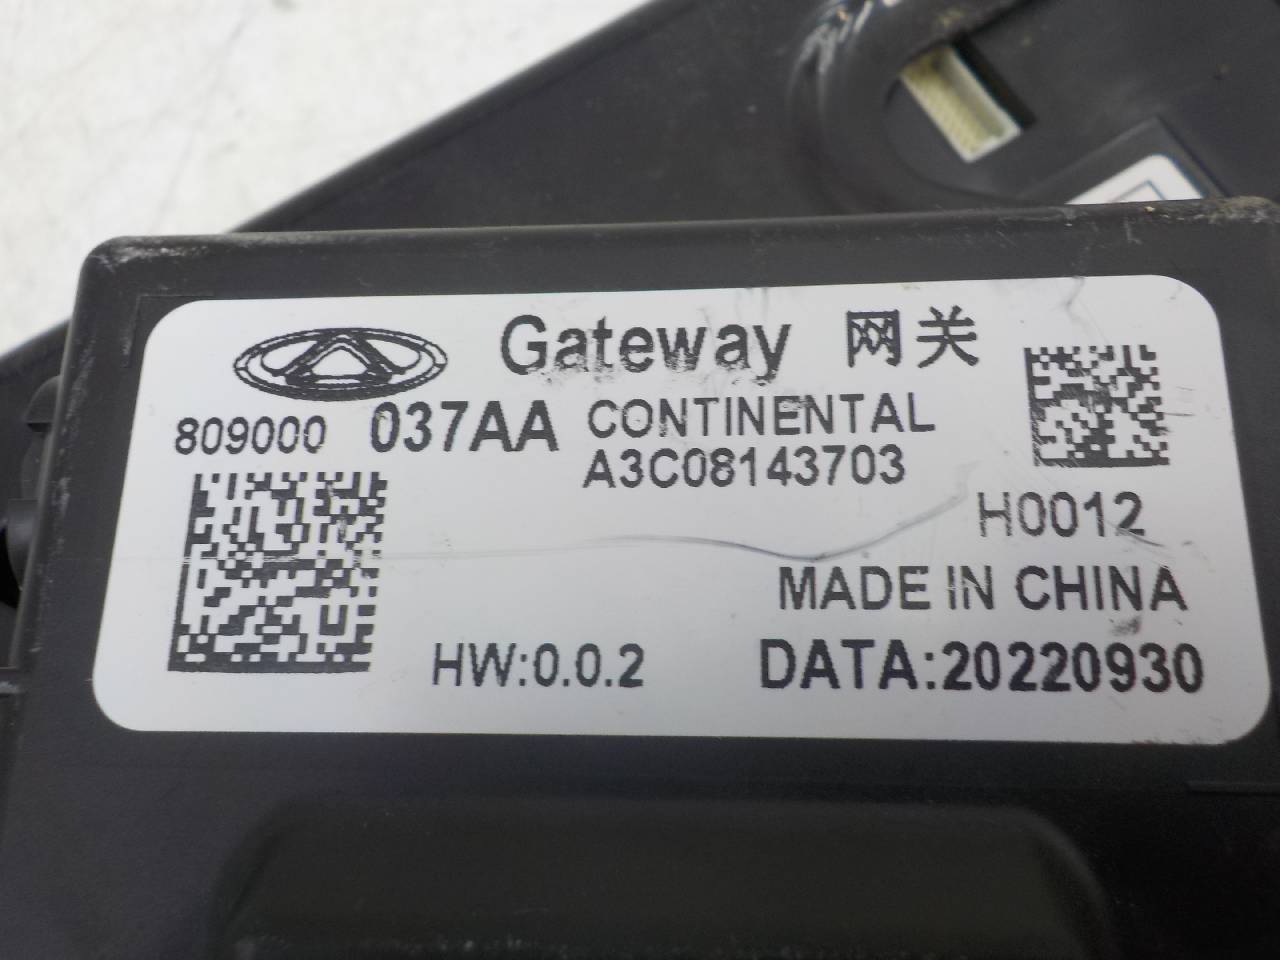 Gateway 网关
809000 037AA CONTINENTAL
A3C08143703
H0012
MADE IN CHINA
HW:0.0.2 DATA:20220930